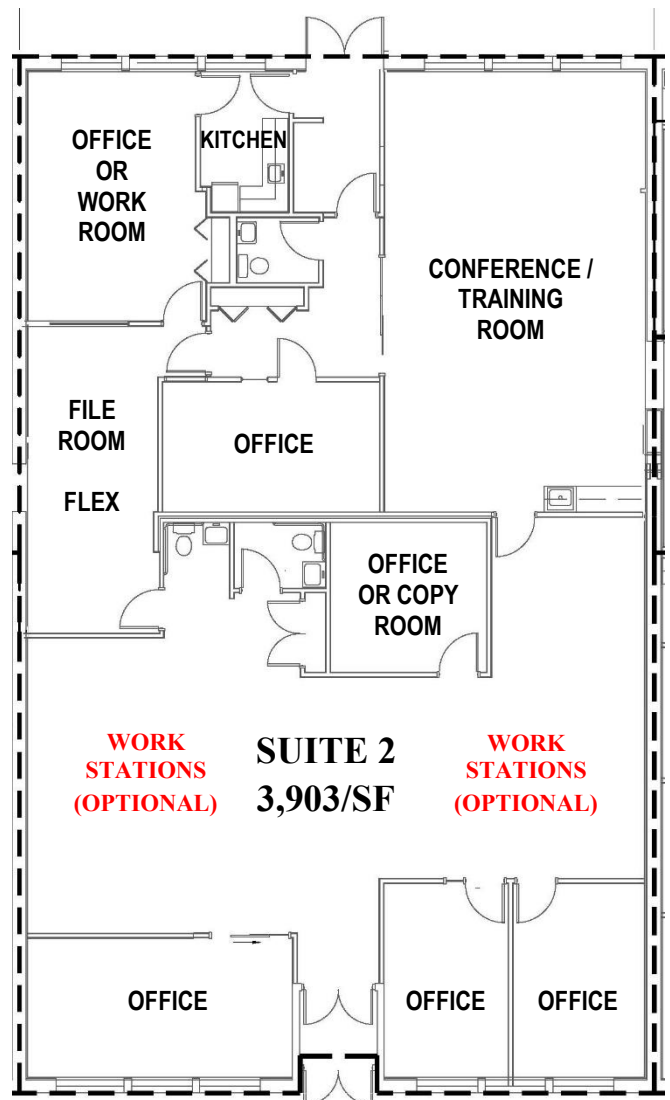 OFFICE
OR
WORK
ROOM
KITCHEN
CONFERENCE /
TRAINING
ROOM
FILE
ROOM
FLEX
OFFICE
OFFICE
OR COPY
ROOM
WORK
STATIONS
(OPTIONAL)
SUITE 2
3,903/SF
WORK
STATIONS
(OPTIONAL)
OFFICE
OFFICE
OFFICE